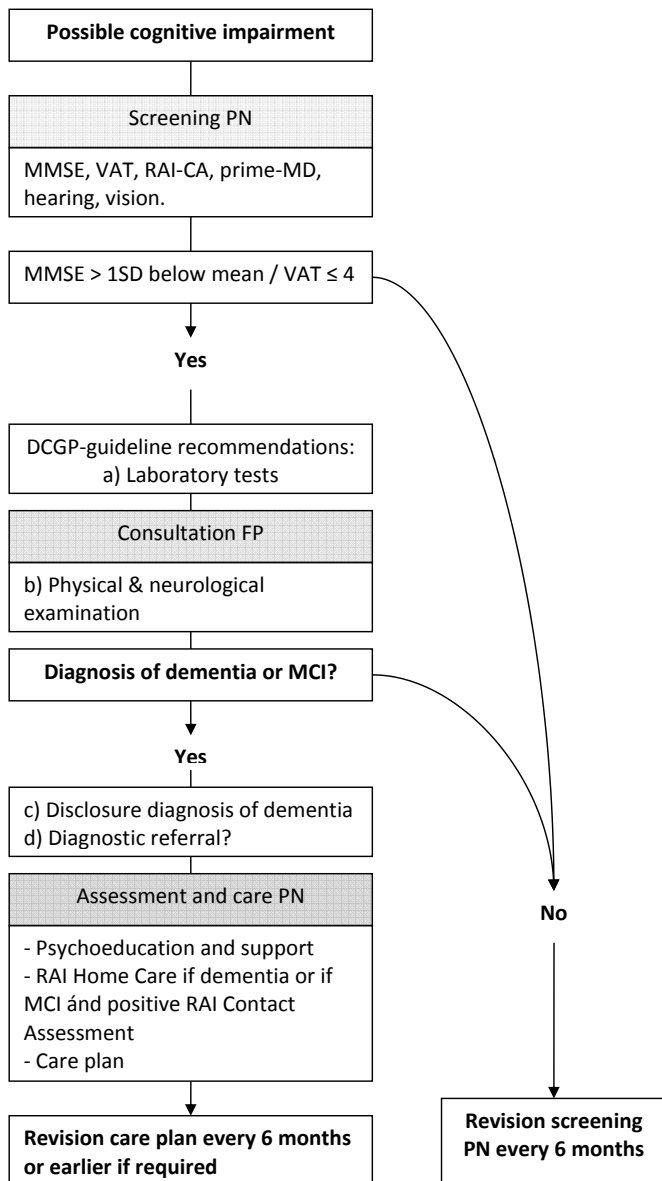 Possible cognitive impairment
Screening PN
MMSE, VAT, RAI-CA, prime-MD,
hearing, vision.
MMSE > 1SD below mean / VAT ≤ 4
Yes
DCGP-guideline recommendations:
a) Laboratory tests
Consultation FP
b) Physical & neurological
examination
Diagnosis of dementia or MCI?
Yes
c) Disclosure diagnosis of dementia
d) Diagnostic referral?
Assessment and care PN
- Psychoeducation and support
- RAI Home Care if dementia or if
MCI ánd positive RAI Contact
Assessment
- Care plan
Revision care plan every 6 months
or earlier if required
No
Revision screening
PN every 6 months